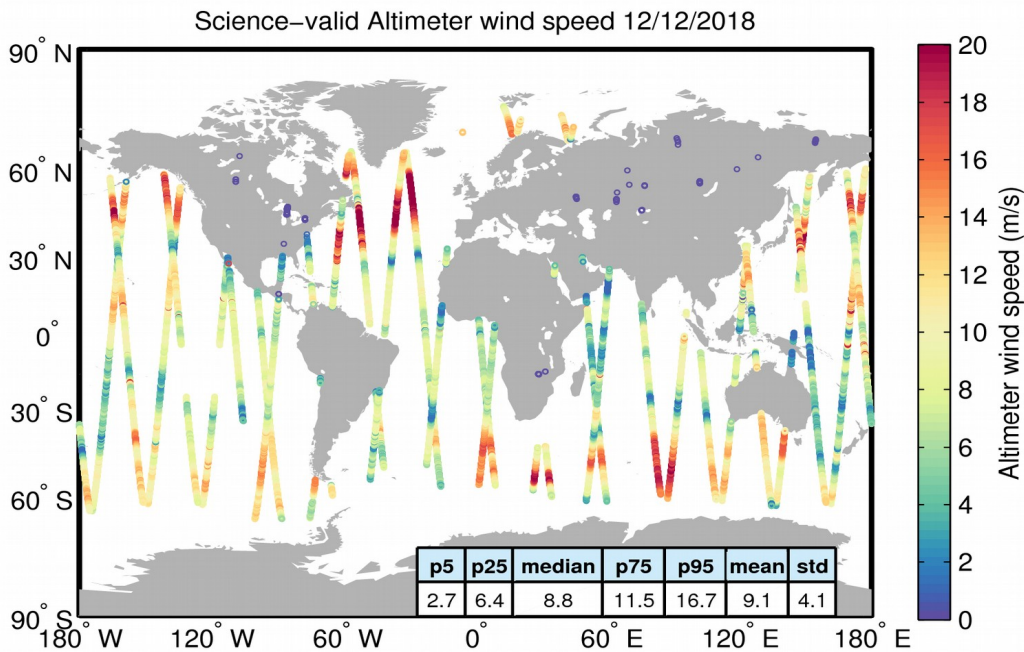 Science−valid Altimeter wind speed 12/12/2018
90° N
60° N
30° N
0°
30° S
60° S
90° S
180° W
120° W
60° W
0°
60° E
120° E
180° E
p5 p25 median p75 p95 mean std
2.7 6.4 8.8 11.5 16.7 9.1 4.1
20
18
16
14
12
10
8
6
4
2
0
Altimeter wind speed (m/s)